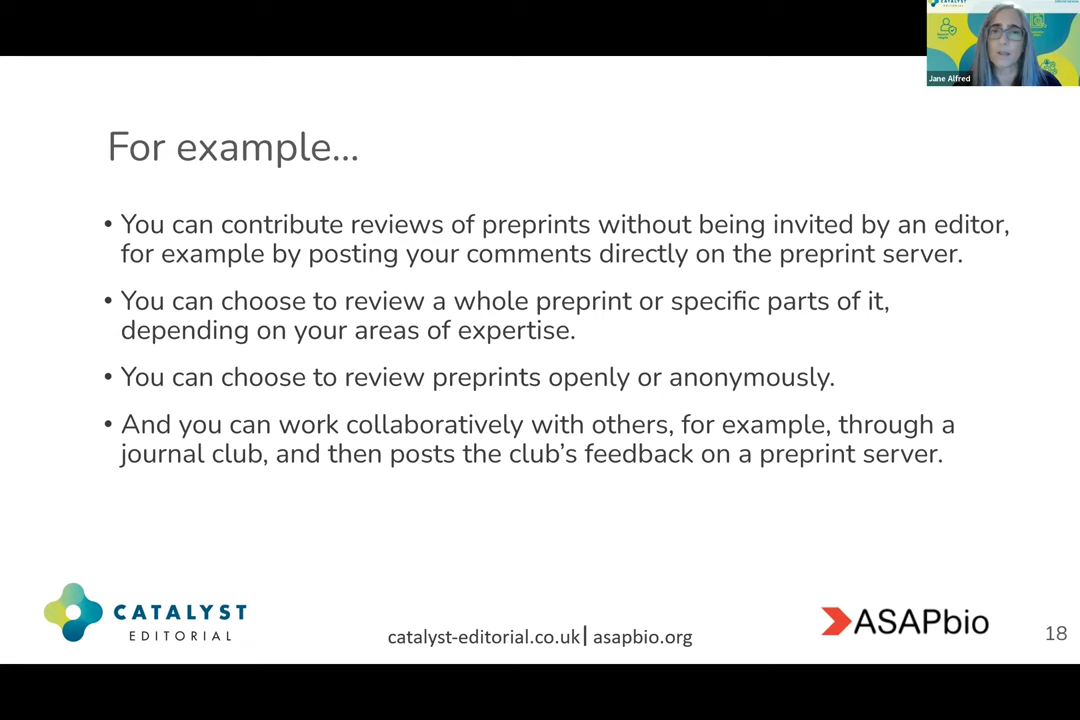 CATALYST
EDITORIAL
Jane Alfred
For example...
• You can contribute reviews of preprints without being invited by an editor,
for example by posting your comments directly on the preprint server.
• You can choose to review a whole preprint or specific parts of it,
depending on your areas of expertise.
• You can choose to review preprints openly or anonymously.
• And you can work collaboratively with others, for example, through a
journal club, and then posts the club's feedback on a preprint server.
CATALYST
EDITORIAL
catalyst-editorial.co.uk| asapbio.org
ASAPbio
18